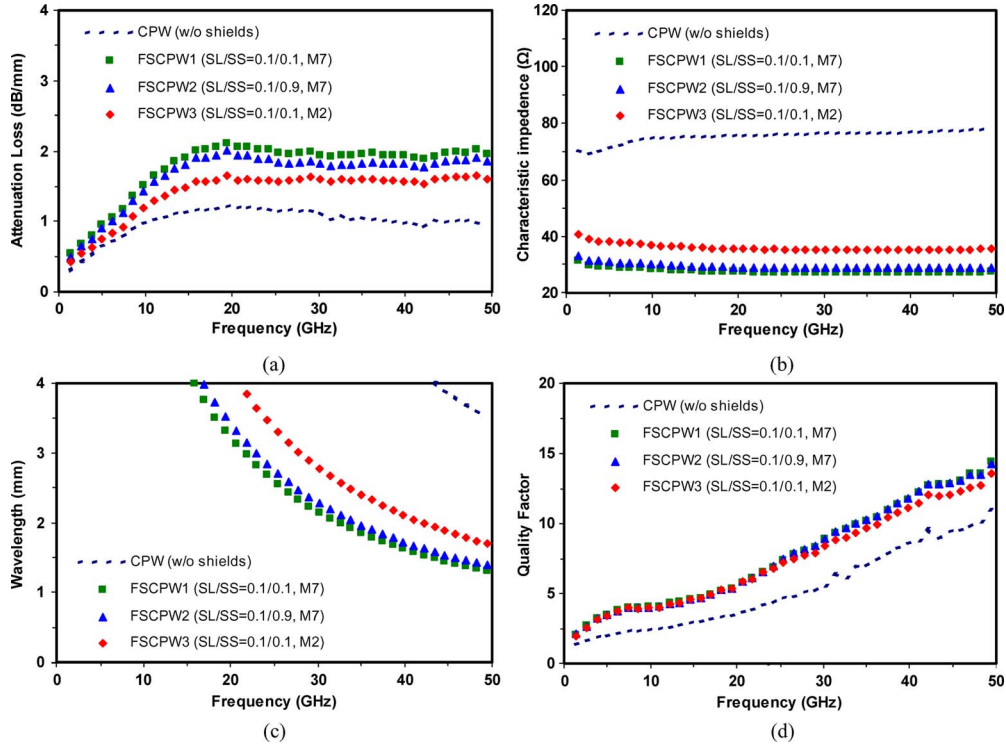 4
3
2
1
0
0 10 20 30 40 50
Attenuation Loss (dB/mm)
Frequency (GHz)
CPW (w/o shields)
FSCPW1 (SL/SS=0.1/0.1, M7)
FSCPW2 (SL/SS=0.1/0.9, M7)
FSCPW3 (SL/SS=0.1/0.1, M2)
(a)
120
100
80
60
40
20
0 10 20 30 40 50
Characteristic impedance (Ω)
Frequency (GHz)
CPW (w/o shields)
FSCPW1 (SL/SS=0.1/0.1, M7)
FSCPW2 (SL/SS=0.1/0.9, M7)
FSCPW3 (SL/SS=0.1/0.1, M2)
(b)
4
3
2
1
0
0 10 20 30 40 50
Wavelength (mm)
Frequency (GHz)
CPW (w/o shields)
FSCPW1 (SL/SS=0.1/0.1, M7)
FSCPW2 (SL/SS=0.1/0.9, M7)
FSCPW3 (SL/SS=0.1/0.1, M2)
(c)
20
15
10
5
0
0 10 20 30 40 50
Quality Factor
Frequency (GHz)
CPW (w/o shields)
FSCPW1 (SL/SS=0.1/0.1, M7)
FSCPW2 (SL/SS=0.1/0.9, M7)
FSCPW3 (SL/SS=0.1/0.1, M2)
(d)